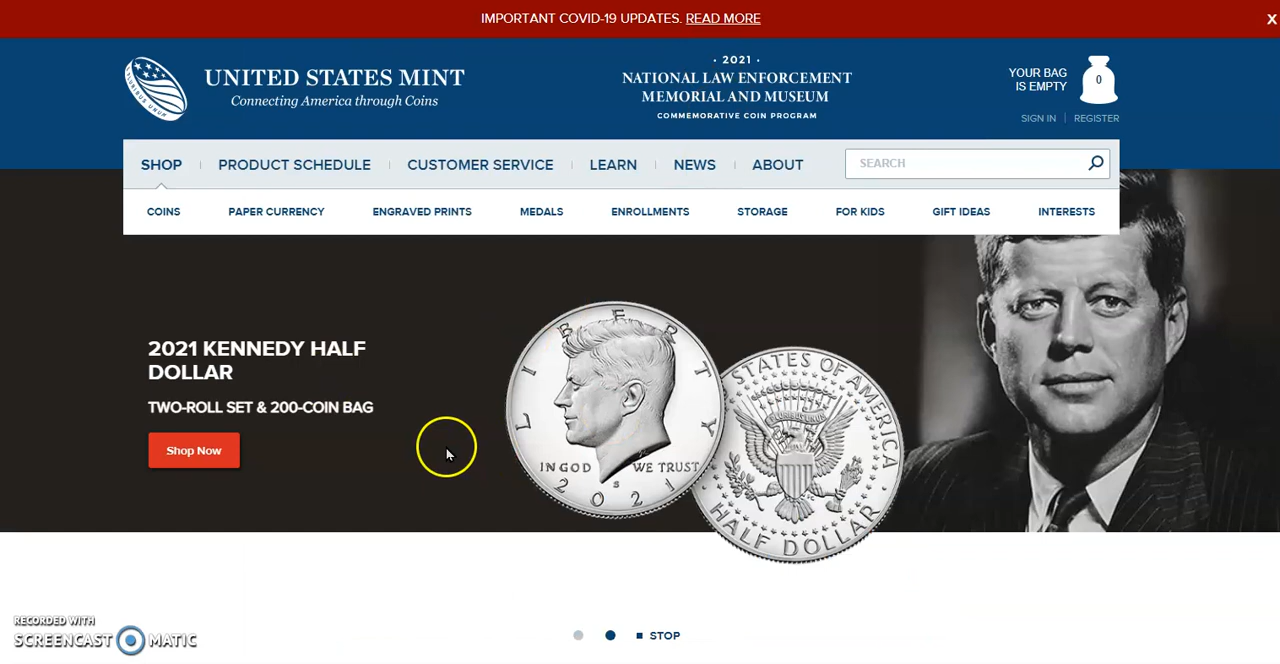 IMPORTANT COVID-19 UPDATES. READ MORE
X
PLURIBUS UNUM
UNITED STATES MINT
Connecting America through Coins
· 2021 ·
NATIONAL LAW ENFORCEMENT
MEMORIAL AND MUSEUM
COMMEMORATIVE COIN PROGRAM
YOUR BAG
IS EMPTY
0
SIGN IN | REGISTER
SHOP | PRODUCT SCHEDULE | CUSTOMER SERVICE | LEARN | NEWS | ABOUT
SEARCH
COINS PAPER CURRENCY ENGRAVED PRINTS MEDALS ENROLLMENTS STORAGE FOR KIDS GIFT IDEAS INTERESTS
2021 KENNEDY HALF
DOLLAR
TWO-ROLL SET & 200-COIN BAG
Shop Now
LIBERTY
IN GOD WE TRUST
S
2021
STATES OF AMERICA
HALF DOLLAR
STOP
RECORDED WITH
SCREENCAST MATIC